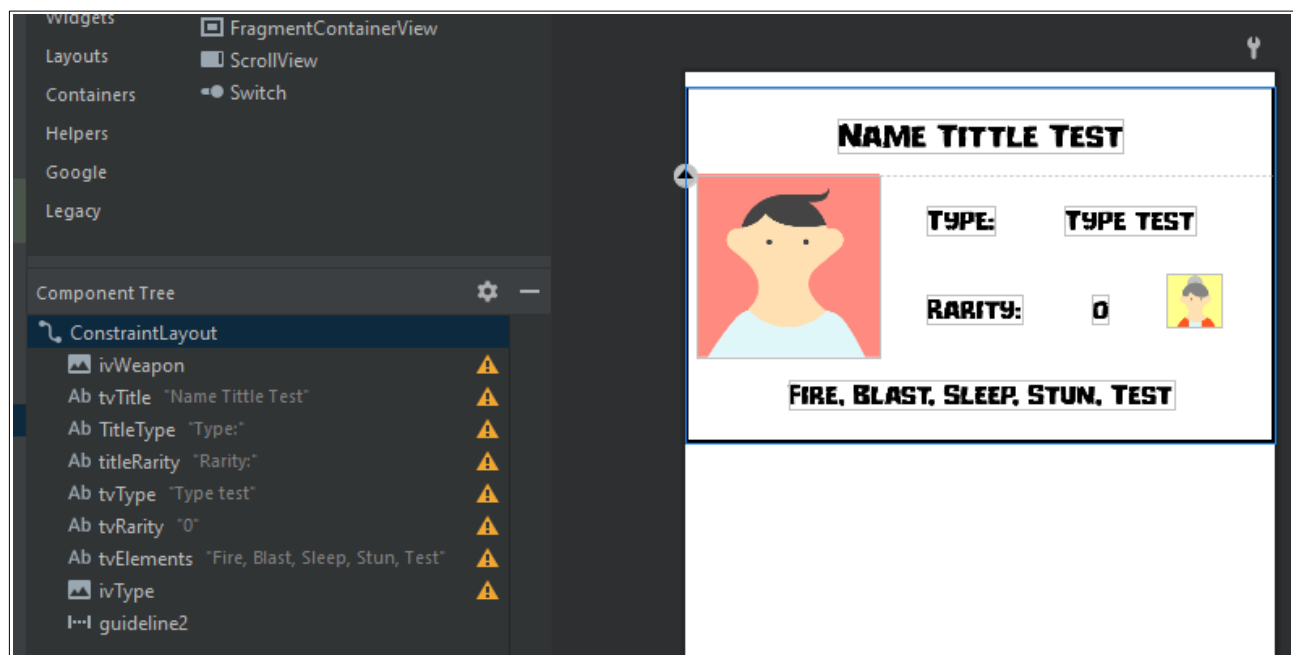 Widgets
FragmentContainerView
Layouts
ScrollView
Containers
Switch
Helpers
Google
Legacy
Component Tree
ConstraintLayout
ivWeapon
Ab tvTitle "Name Tittle Test"
Ab TitleType "Type:"
Ab titleRarity "Rarity:"
Ab tvType "Type test"
Ab tvRarity "0"
Ab tvElements "Fire, Blast, Sleep, Stun, Test"
ivType
guideline2
Name Tittle Test
Type: Type test
Rarity: 0
Fire, Blast, Sleep, Stun, Test